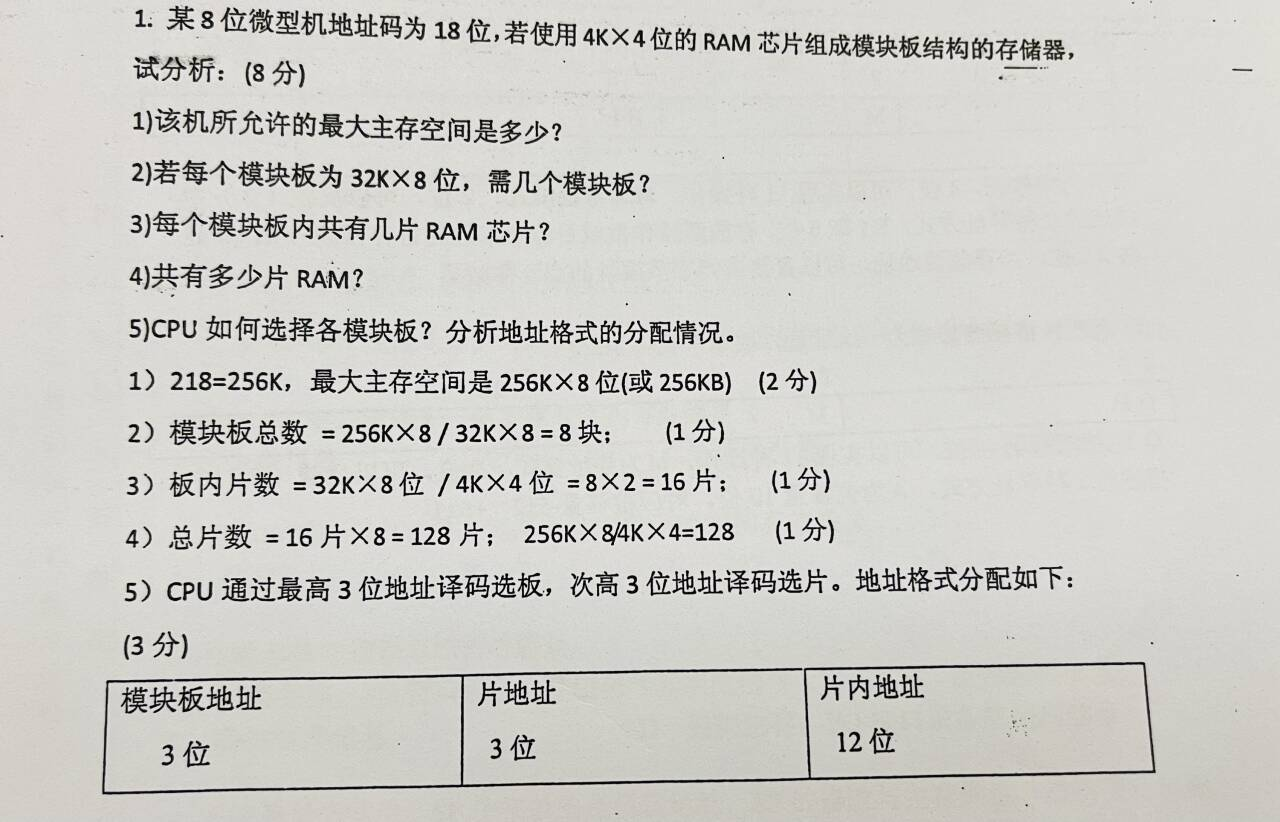 1. 某8位微型机地址码为18位,若使用4K×4位的RAM芯片组成模块板结构的存储器,
试分析: (8分)
1)该机所允许的最大主存空间是多少?
2)若每个模块板为32K×8位，需几个模块板?
3)每个模块板内共有几片RAM芯片?
4)共有多少片RAM?
5)CPU如何选择各模块板? 分析地址格式的分配情况。
1）218=256K，最大主存空间是256K×8位(或256KB) (2分)
2）模块板总数 = 256K×8 / 32K×8 = 8块; (1分)
3）板内片数 = 32K×8位 / 4K×4位 = 8×2 = 16片; (1分)
4）总片数 = 16片×8 = 128片; 256K×8/4K×4=128 (1分)
5）CPU通过最高3位地址译码选板，次高3位地址译码选片。地址格式分配如下:
(3分)
模块板地址 片地址 片内地址
3位 3位 12位